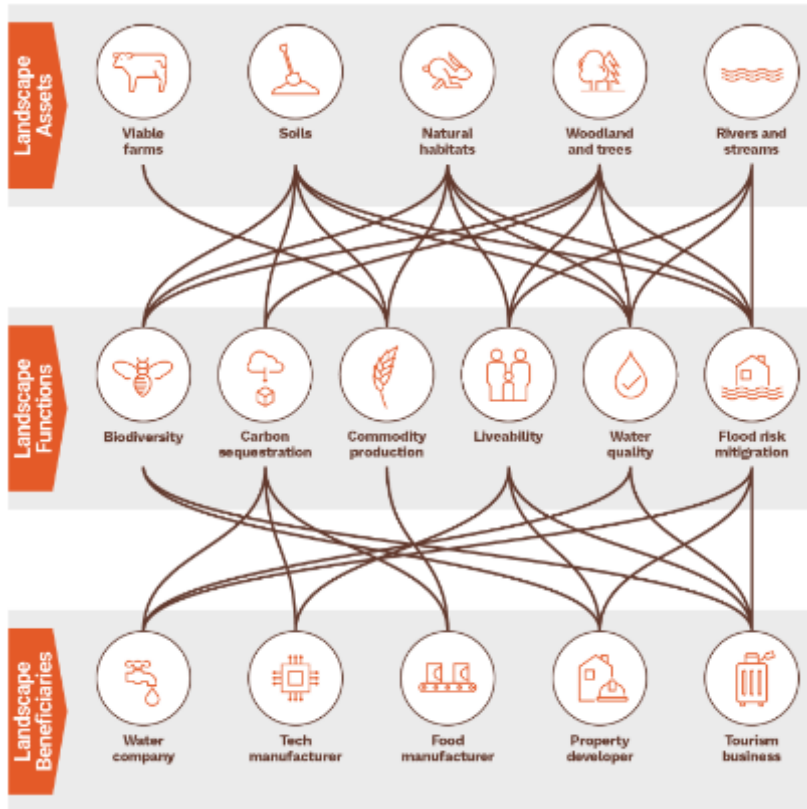 Landscape
Assets
Viable
farms
Soils
Natural
habitats
Woodland
and trees
Rivers and
streams
Landscape
Functions
Biodiversity
Carbon
sequestration
Commodity
production
Liveability
Water
quality
Flood risk
mitigration
Landscape
Beneficiaries
Water
company
Tech
manufacturer
Food
manufacturer
Property
developer
Tourism
business